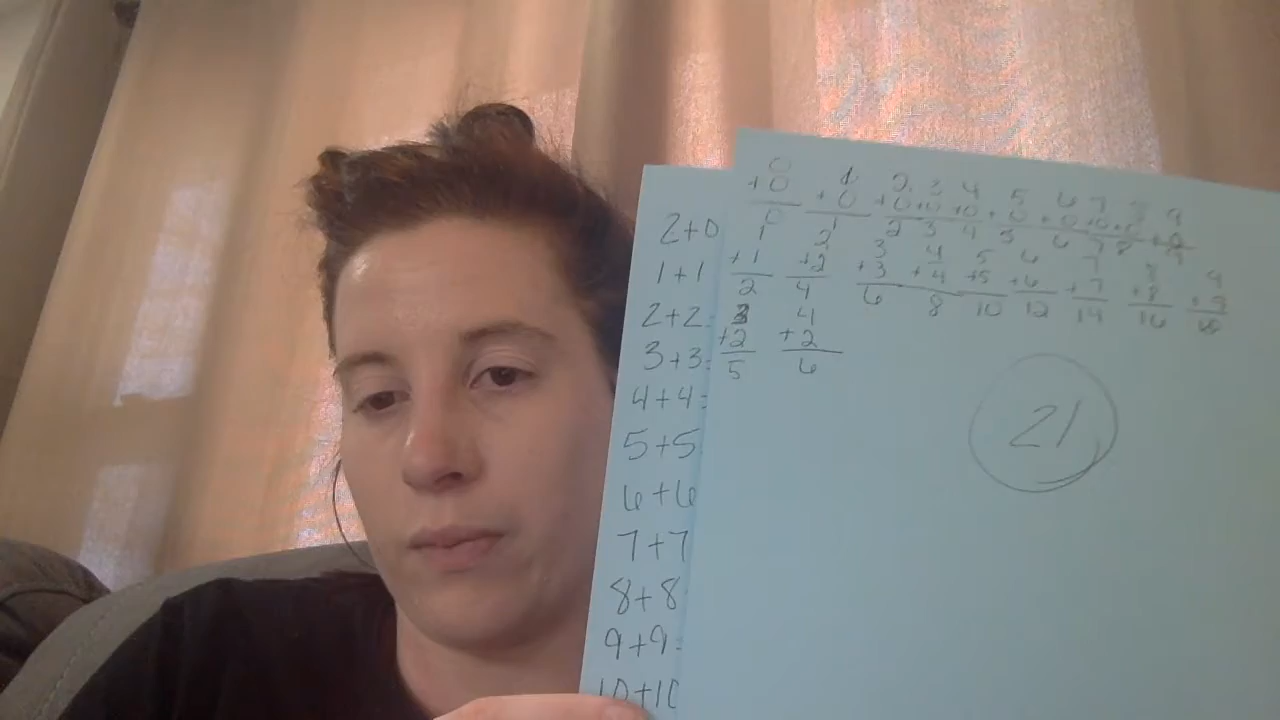 2+0
1+1
2+2=
3+3=
4+4=
5+5
6+6
7+7
8+8
9+9=
10+10
0 1 2 3 4 5 6 7 8 9
+0 +0 +0 +0 +0 +0 +0 +0 +0 +0
0 1 2 3 4 5 6 7 8 9
1 2 3 4 5 6 7 8 9
+1 +2 +3 +4 +5 +6 +7 +8 +9
2 4 6 8 10 12 14 16 18
3 4
+2 +2
5 6
21